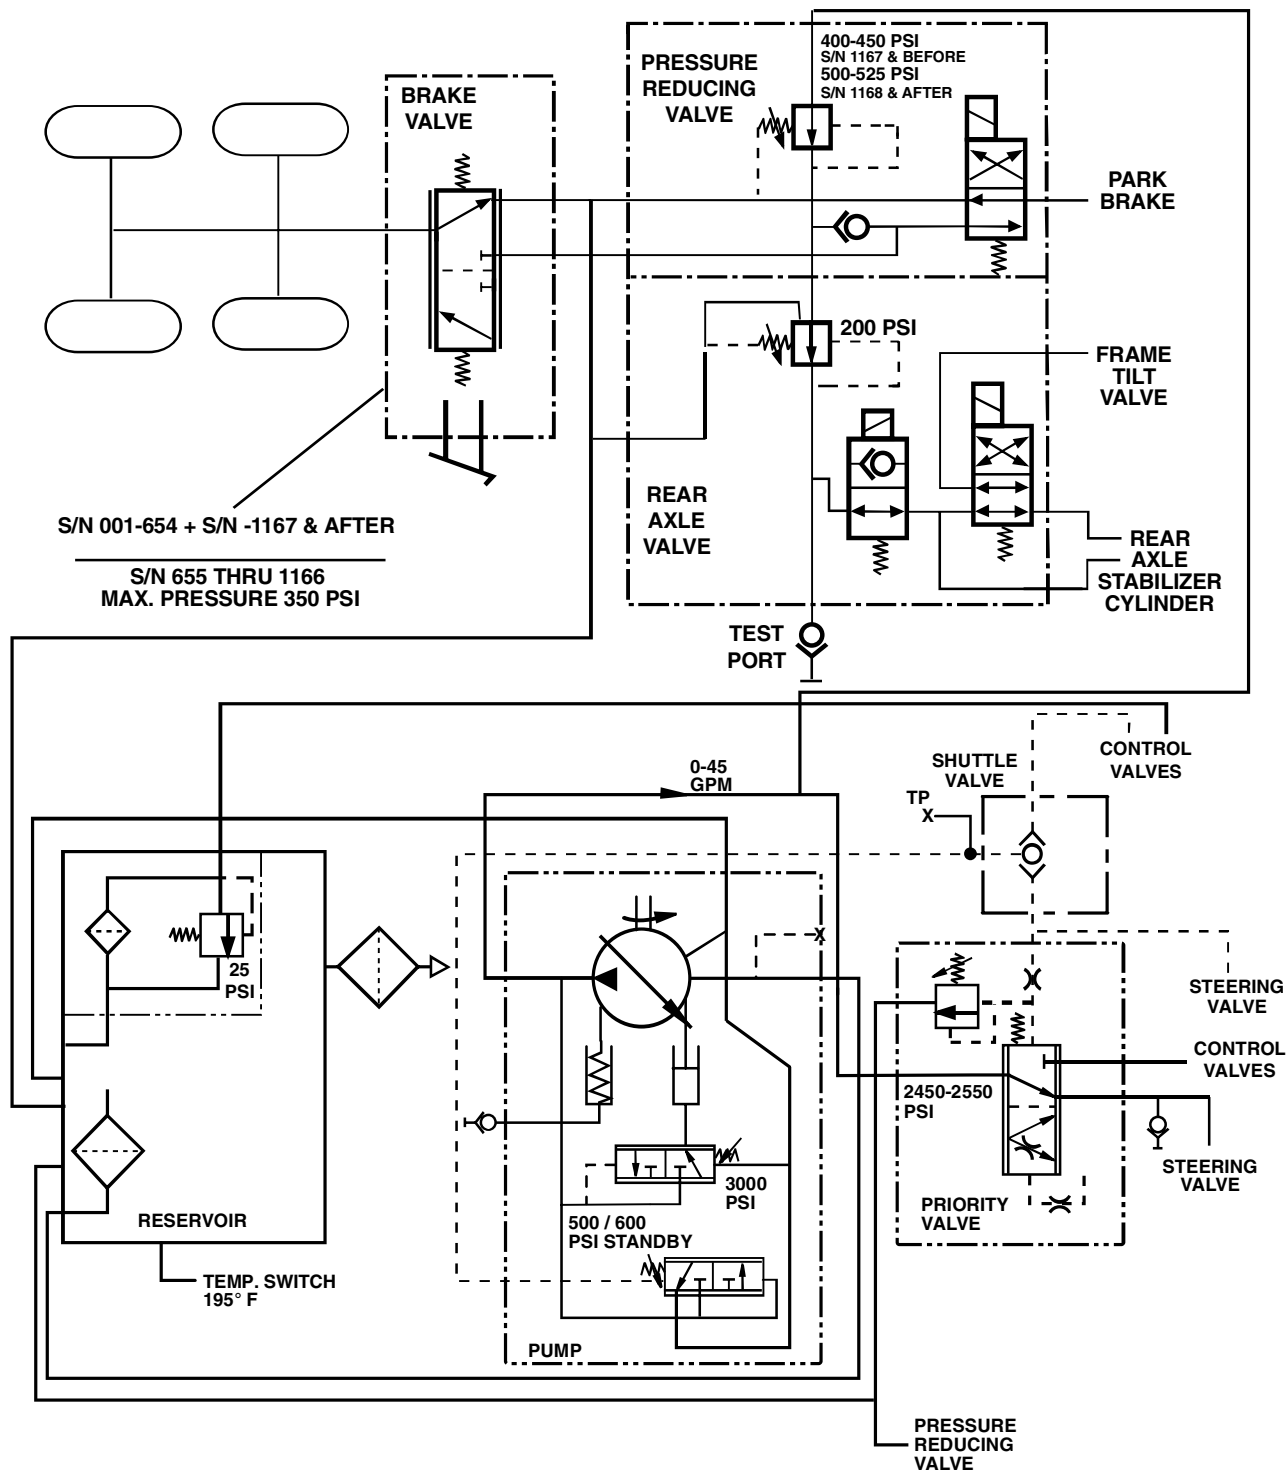 400-450 PSI
S/N 1167 & BEFORE
500-525 PSI
S/N 1168 & AFTER
PRESSURE
REDUCING
VALVE
BRAKE
VALVE
PARK
BRAKE
200 PSI
FRAME
TILT
VALVE
REAR
AXLE
VALVE
S/N 001-654 + S/N -1167 & AFTER
S/N 655 THRU 1166
MAX. PRESSURE 350 PSI
REAR
AXLE
STABILIZER
CYLINDER
TEST
PORT
CONTROL
VALVES
SHUTTLE
VALVE
0-45
GPM
TP
X
25
PSI
X
STEERING
VALVE
CONTROL
VALVES
2450-2550
PSI
STEERING
VALVE
3000
PSI
PRIORITY
VALVE
500 / 600
PSI STANDBY
RESERVOIR
TEMP. SWITCH
195° F
PUMP
PRESSURE
REDUCING
VALVE